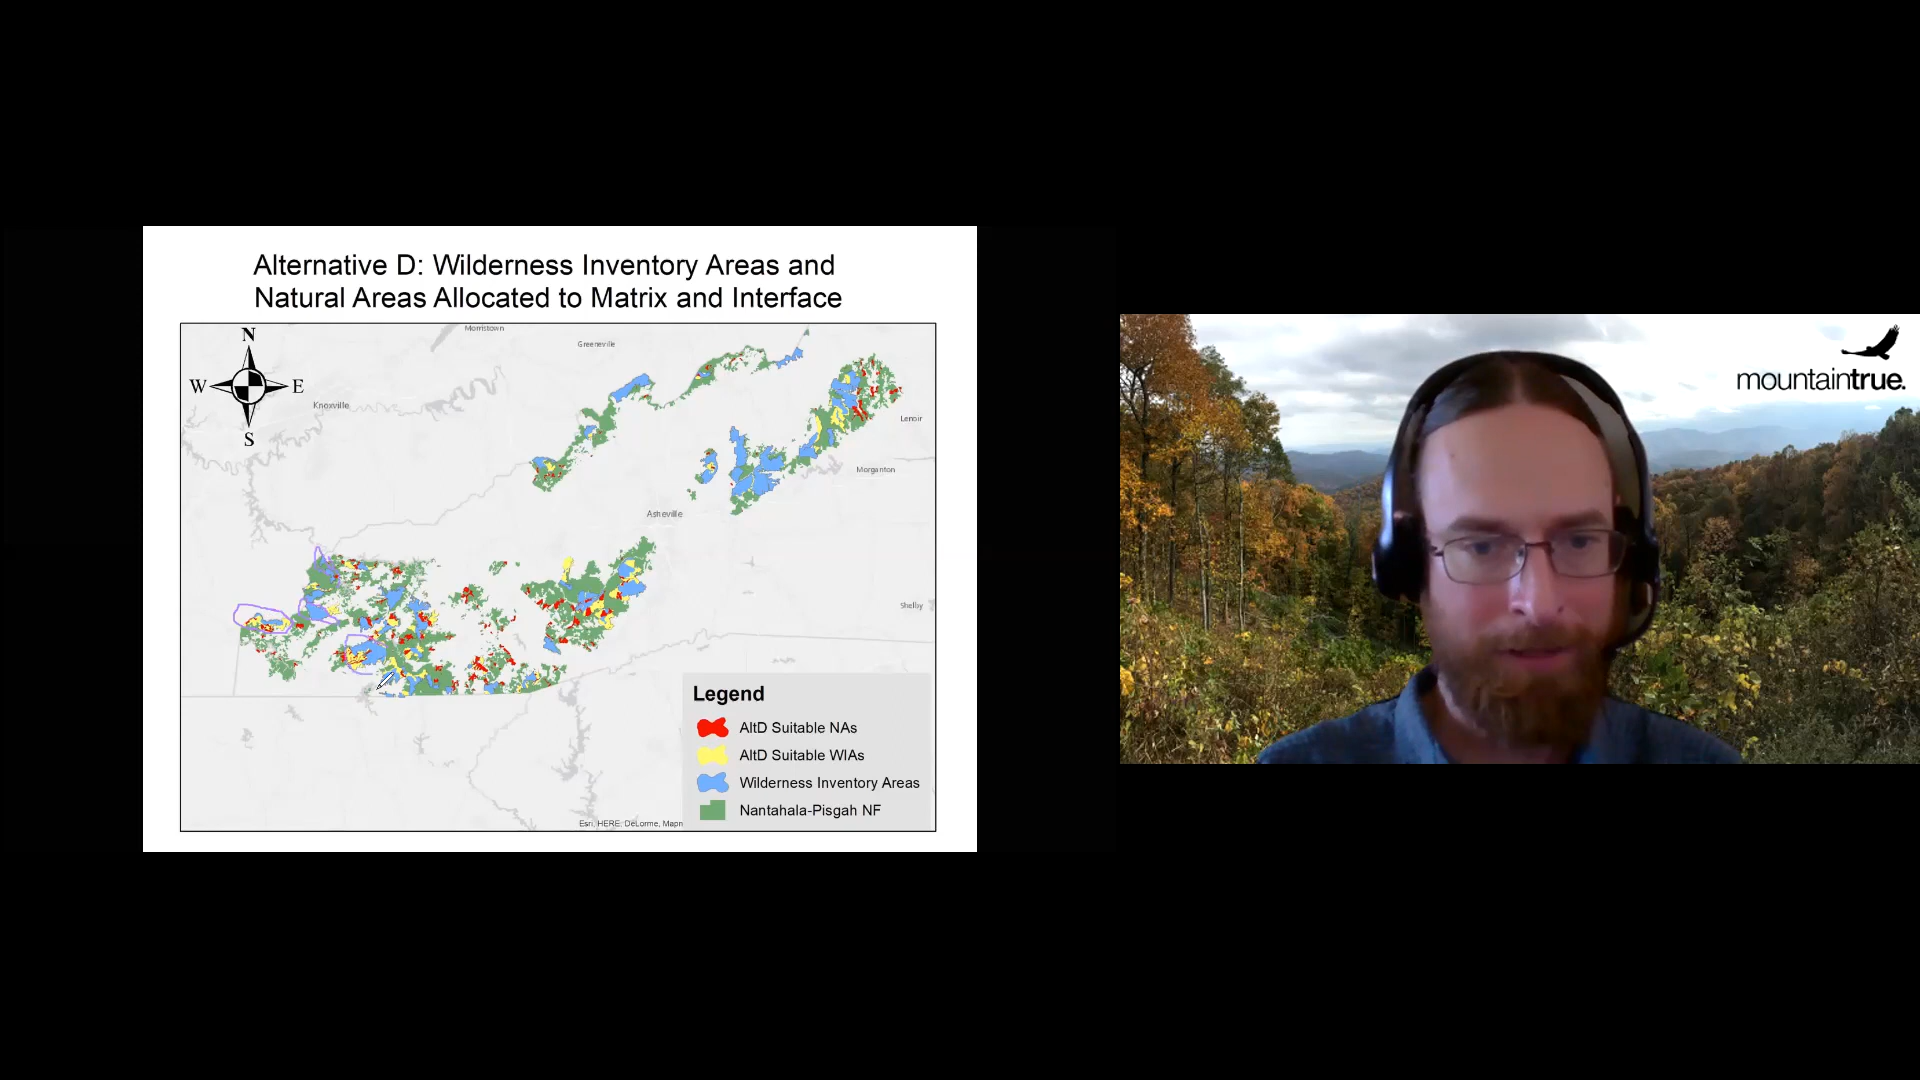 Alternative D: Wilderness Inventory Areas and
Natural Areas Allocated to Matrix and Interface
N
W
E
S
Morristown
Greeneville
Knoxville
Lenoir
Morganton
Asheville
Shelby
Legend
AltD Suitable NAs
AltD Suitable WIAs
Wilderness Inventory Areas
Nantahala-Pisgah NF
Esri, HERE, DeLorme, Mapn
mountaintrue.